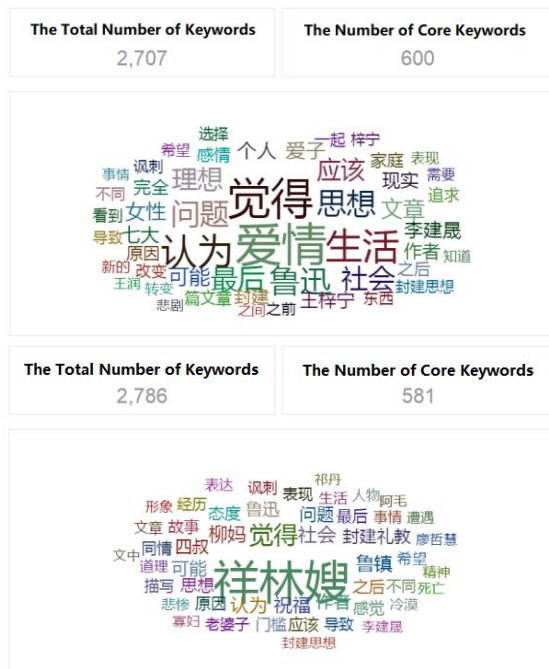 The Total Number of Keywords
2,707
The Number of Core Keywords
600
选择 一起 梓宁
希望 感情 个人 爱子
讽刺 应该 家庭 表现
事情 完全 理想 现实 需要
不同 觉得 思想 追求
看到 女性 问题 文章
七大 李建晟
导致 认为 爱情 生活 作者 知道
原因
新的 改变 可能 最后 鲁迅 社会 之后
王润 转变 封建思想
篇文章 封建 王梓宁 东西
悲剧 之间 之前
The Total Number of Keywords
2,786
The Number of Core Keywords
581
表达 讽刺 表现 祁丹
形象 经历 生活 人物 阿毛
态度 鲁迅 问题 最后 事情 遭遇
文章 故事 柳妈 觉得 社会 封建礼教 廖哲慧
文中 同情 四叔
道理 可能 祥林嫂 鲁镇 希望
精神
描写 思想 之后 不同 死亡
悲惨 原因 认为 祝福 作者 感觉 冷漠
寡妇 老婆子 门槛 应该 导致 李建晟
封建思想